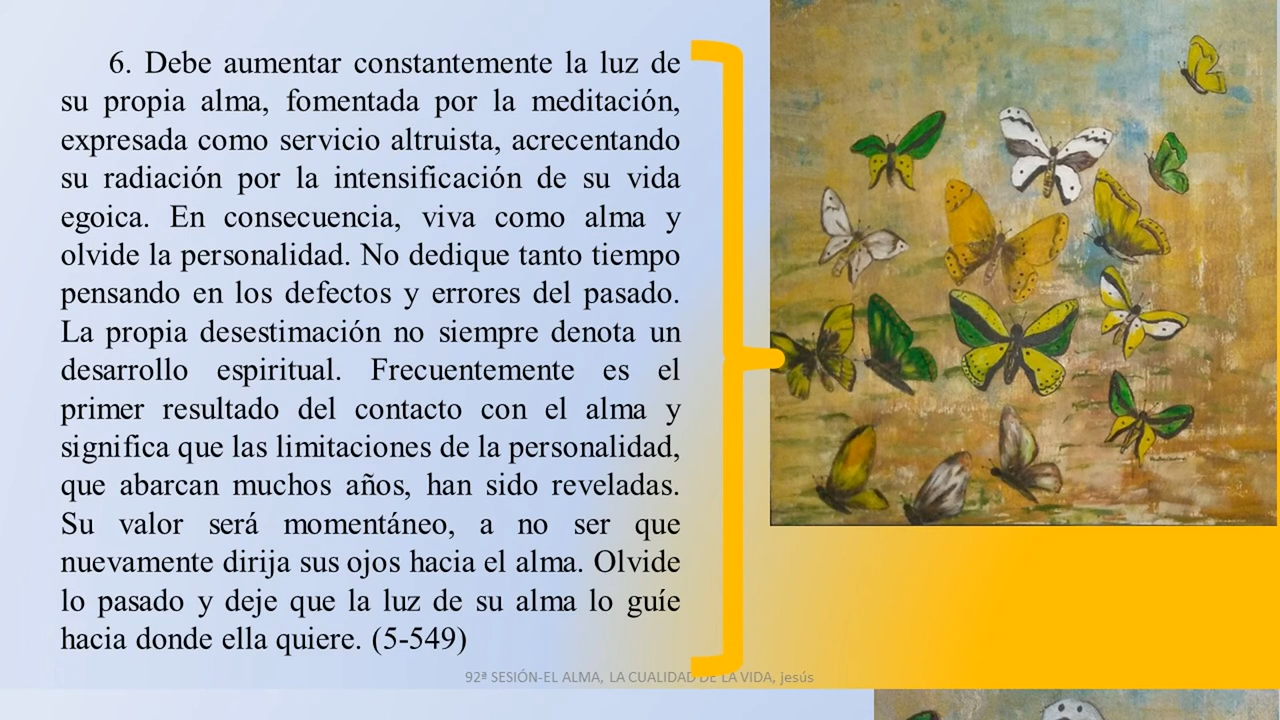 6. Debe aumentar constantemente la luz de
su propia alma, fomentada por la meditación,
expresada como servicio altruista, acrecentando
su radiación por la intensificación de su vida
egoica. En consecuencia, viva como alma y
olvide la personalidad. No dedique tanto tiempo
pensando en los defectos y errores del pasado.
La propia desestimación no siempre denota un
desarrollo espiritual. Frecuentemente es el
primer resultado del contacto con el alma y
significa que las limitaciones de la personalidad,
que abarcan muchos años, han sido reveladas.
Su valor será momentáneo, a no ser que
nuevamente dirija sus ojos hacia el alma. Olvide
lo pasado y deje que la luz de su alma lo guíe
hacia donde ella quiere. (5-549)
92ª SESIÓN-EL ALMA, LA CUALIDAD DE LA VIDA, jesús